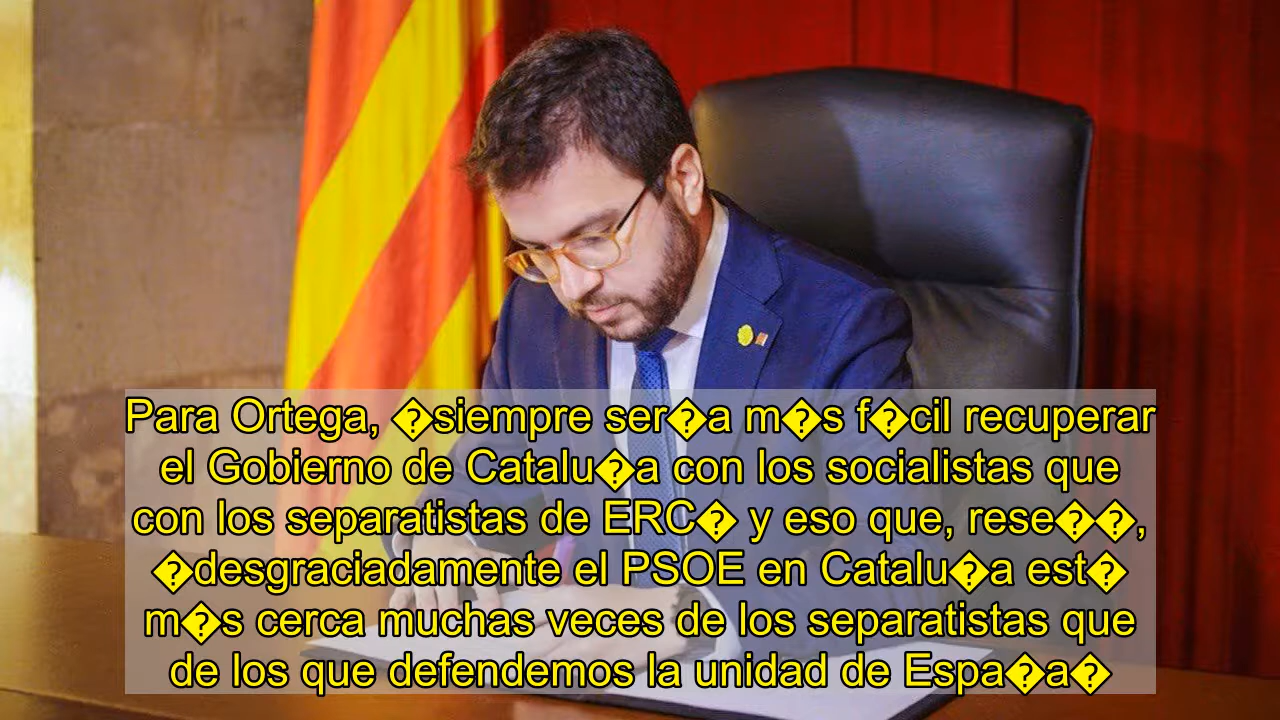 Para Ortega, �siempre ser�a m�s f�cil recuperar
el Gobierno de Catalu�a con los socialistas que
con los separatistas de ERC� y eso que, rese��,
�desgraciadamente el PSOE en Catalu�a est�
m�s cerca muchas veces de los separatistas que
de los que defendemos la unidad de Espa�a�